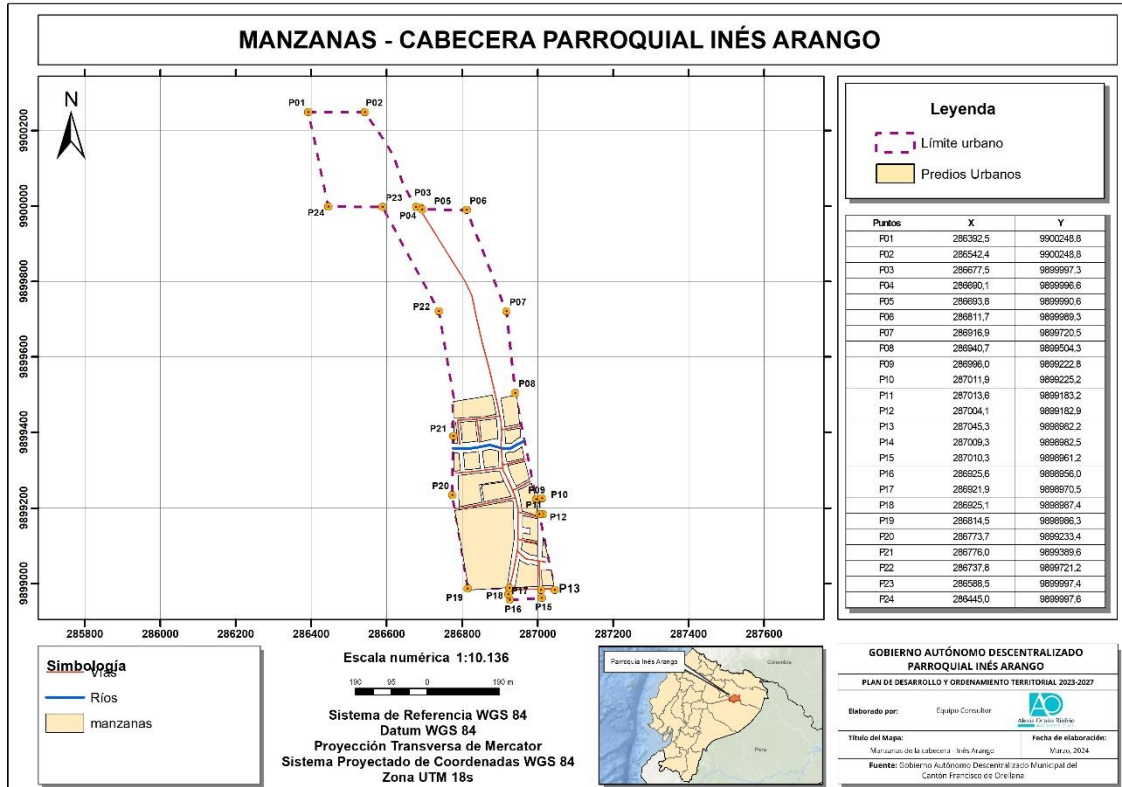 MANZANAS - CABECERA PARROQUIAL INÉS ARANGO
N
P01
P02
P03
P23
P05
P06
P24
P04
P22
P07
P08
P21
P20
P09
P10
P11
P12
P19
P18
P17
P13
P16
P15
9900200
9900000
9899800
9899600
9899400
9899200
9899000
285800 286000 286200 286400 286600 286800 287000 287200 287400 287600
Leyenda
Límite urbano
Predios Urbanos
Puntos X Y
P01 286392,5 9900248,8
P02 286542,4 9900248,8
P03 286677,5 9899997,3
P04 286690,1 9899996,6
P05 286693,8 9899990,6
P06 286811,7 9899989,3
P07 286916,9 9899720,5
P08 286940,7 9899504,3
P09 286996,0 9899222,8
P10 287011,9 9899225,2
P11 287013,6 9899183,2
P12 287004,1 9899182,9
P13 287045,3 9898982,2
P14 287009,3 9898982,5
P15 287010,3 9898961,2
P16 286925,6 9898956,0
P17 286921,9 9898970,5
P18 286925,1 9898987,4
P19 286814,5 9898986,3
P20 286773,7 9899233,4
P21 286776,0 9899389,6
P22 286737,8 9899721,2
P23 286588,5 9899997,4
P24 286445,0 9899997,6
Simbología
Vías
Ríos
manzanas
Escala numérica 1:10.136
190 95 0 190 m
Sistema de Referencia WGS 84
Datum WGS 84
Proyección Transversa de Mercator
Sistema Proyectado de Coordenadas WGS 84
Zona UTM 18s
Parroquia Inés Arango
Colombia
Perú
GOBIERNO AUTÓNOMO DESCENTRALIZADO
PARROQUIAL INÉS ARANGO
PLAN DE DESARROLLO Y ORDENAMIENTO TERRITORIAL 2023-2027
Elaborado por: Equipo Consultor
AO
Título del Mapa: Fecha de elaboración:
Manzanas de la cabecera - Inés Arango Marzo, 2024
Fuente: Gobierno Autónomo Descentralizado Municipal del
Cantón Francisco de Orellana